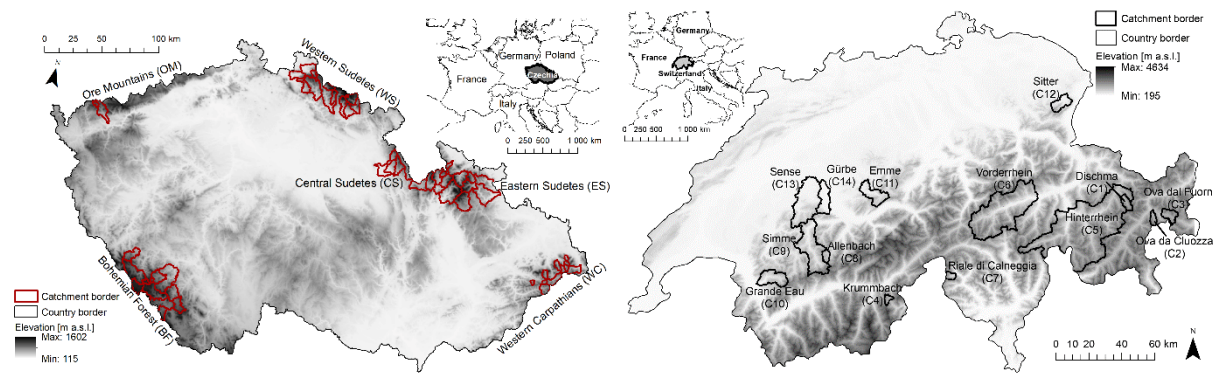 0 25 50 100 km
Western Sudetes (WS)
Ore Mountains (OM)
Central Sudetes (CS)
Eastern Sudetes (ES)
Bohemian Forest (BF)
Western Carpathians (WC)
Catchment border
Country border
Elevation [m a.s.l.]
Max: 1602
Min: 115
Germany
Poland
France
Czechia
Italy
0 250 500 1 000 km
Germany
France
Switzerland
Italy
0 250 500 1 000 km
Catchment border
Country border
Elevation [m a.s.l.]
Max: 4634
Min: 195
Sitter
(C12)
Sense
(C13)
Gürbe
(C14)
Emme
(C11)
Vorderrhein
Dischma
(C1)
Ova dal Fuorn
(C3)
Hinterrhein
(C5)
Ova da Cluozza
(C2)
Simme
(C9)
Allenbach
Riale di Calneggia
(C7)
Grande Eau
(C10)
Krummbach
(C4)
0 10 20 40 60 km
N